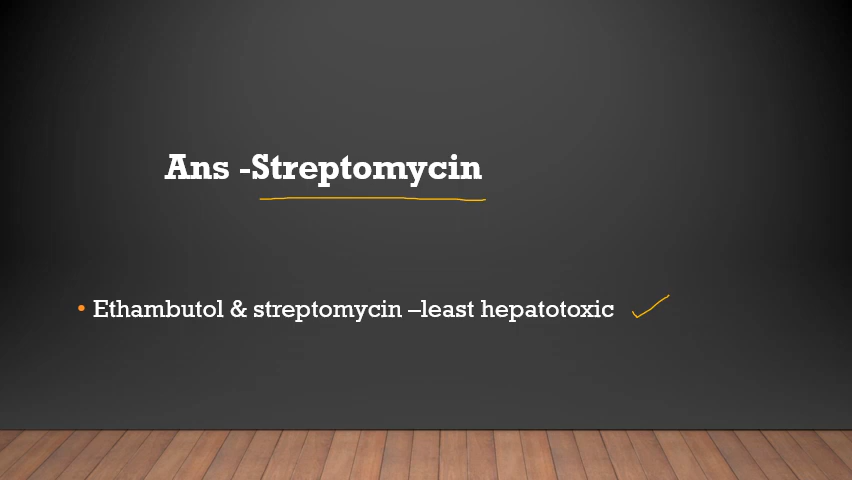 Ans -Streptomycin
• Ethambutol & streptomycin –least hepatotoxic